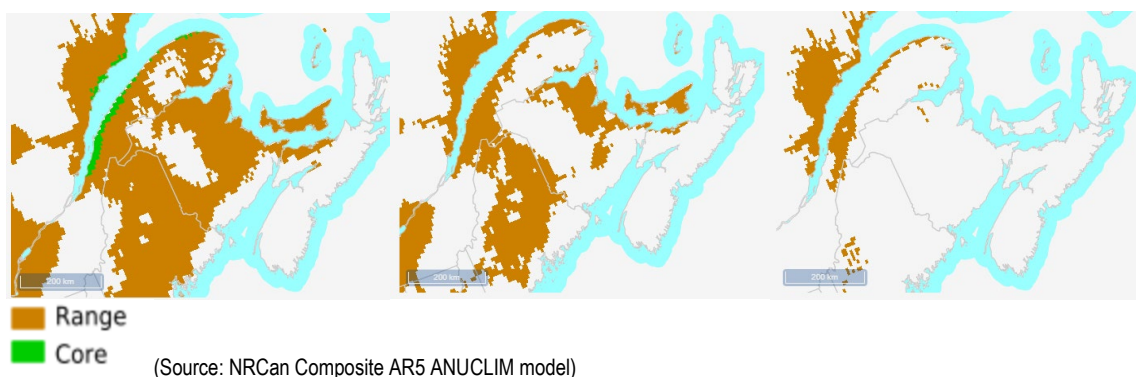 200 km
200 km
200 km
Range
Core
(Source: NRCan Composite AR5 ANUCLIM model)